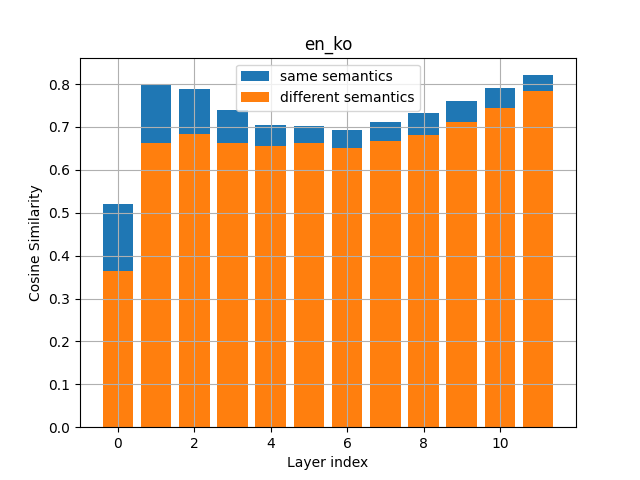 en_ko
same semantics
different semantics
Cosine Similarity
0.8
0.7
0.6
0.5
0.4
0.3
0.2
0.1
0.0
0 2 4 6 8 10
Layer index